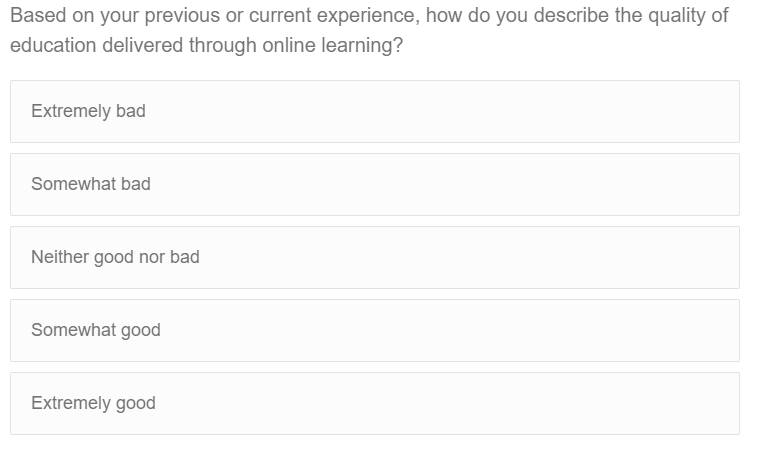 Based on your previous or current experience, how do you describe the quality of
education delivered through online learning?
Extremely bad
Somewhat bad
Neither good nor bad
Somewhat good
Extremely good